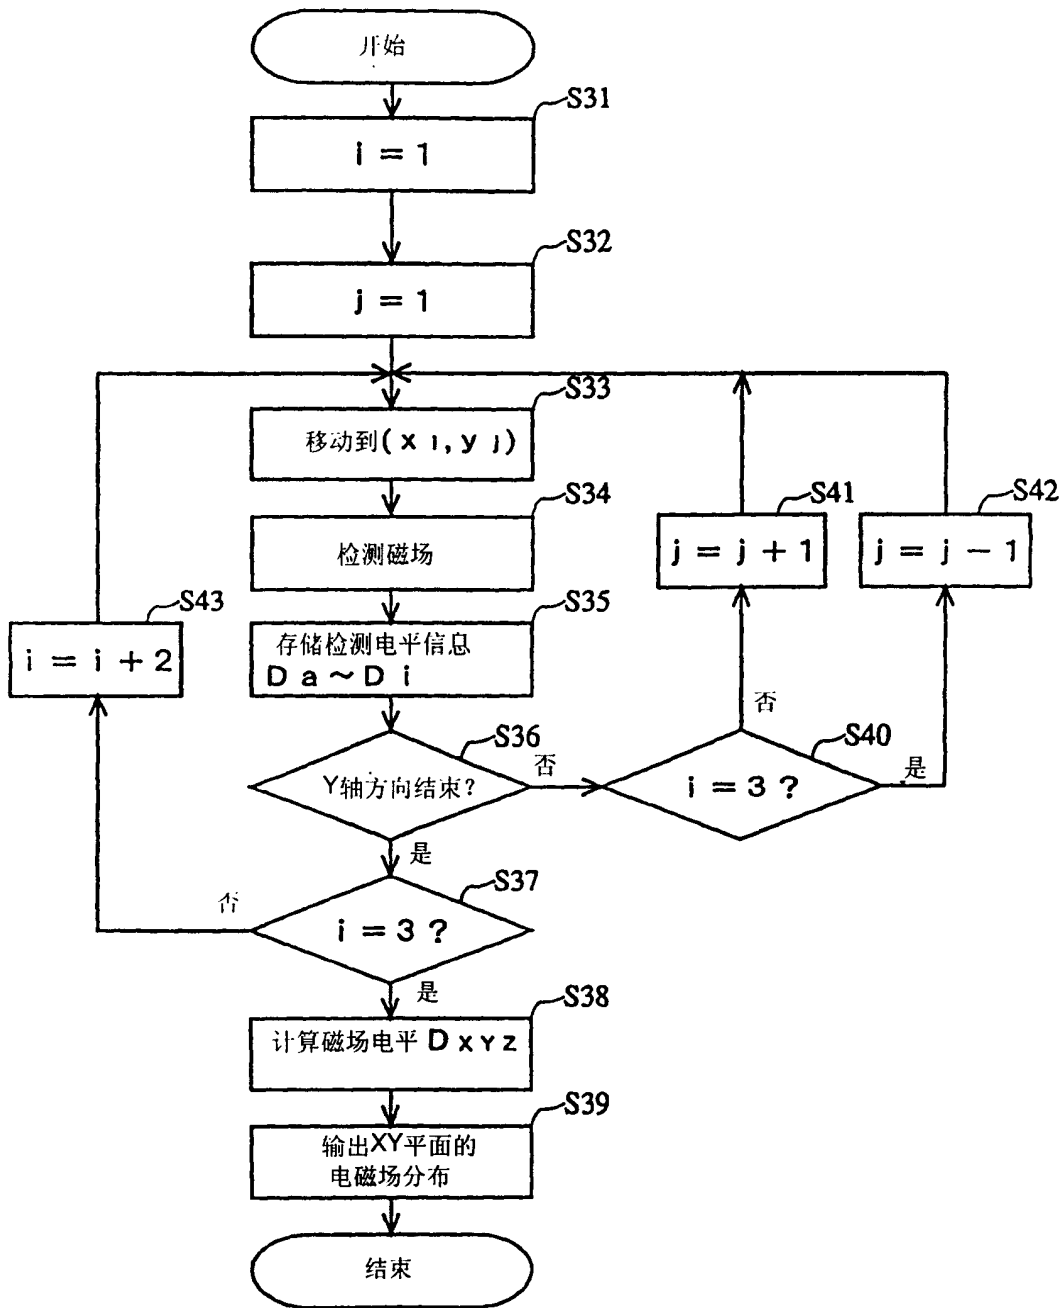 开始
S31
i = 1
S32
j = 1
S33
移动到(xi,yj)
S34
检测磁场
S41
j = j + 1
S42
j = j - 1
S43
i = i + 2
S35
存储检测电平信息
Da～Di
S36
Y轴方向结束?
否
否
S40
i = 3 ?
是
是
S37
i = 3 ?
否
是
S38
计算磁场电平 DXYZ
S39
输出XY平面的
电磁场分布
结束